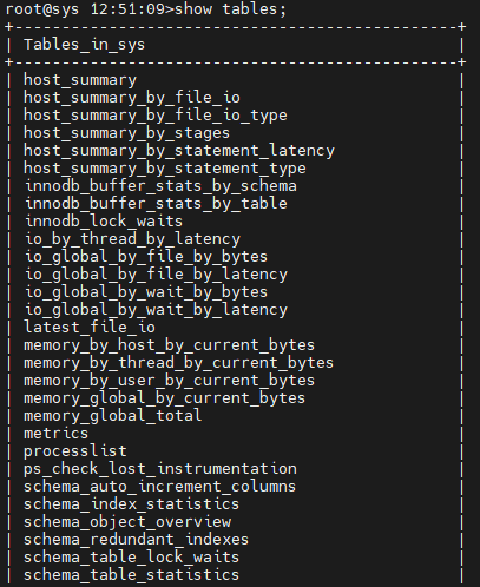 root@sys 12:51:09>show tables;
+-----------------------------------------------+
| Tables_in_sys |
+-----------------------------------------------+
| host_summary |
| host_summary_by_file_io |
| host_summary_by_file_io_type |
| host_summary_by_stages |
| host_summary_by_statement_latency |
| host_summary_by_statement_type |
| innodb_buffer_stats_by_schema |
| innodb_buffer_stats_by_table |
| innodb_lock_waits |
| io_by_thread_by_latency |
| io_global_by_file_by_bytes |
| io_global_by_file_by_latency |
| io_global_by_wait_by_bytes |
| io_global_by_wait_by_latency |
| latest_file_io |
| memory_by_host_by_current_bytes |
| memory_by_thread_by_current_bytes |
| memory_by_user_by_current_bytes |
| memory_global_by_current_bytes |
| memory_global_total |
| metrics |
| processlist |
| ps_check_lost_instrumentation |
| schema_auto_increment_columns |
| schema_index_statistics |
| schema_object_overview |
| schema_redundant_indexes |
| schema_table_lock_waits |
| schema_table_statistics |